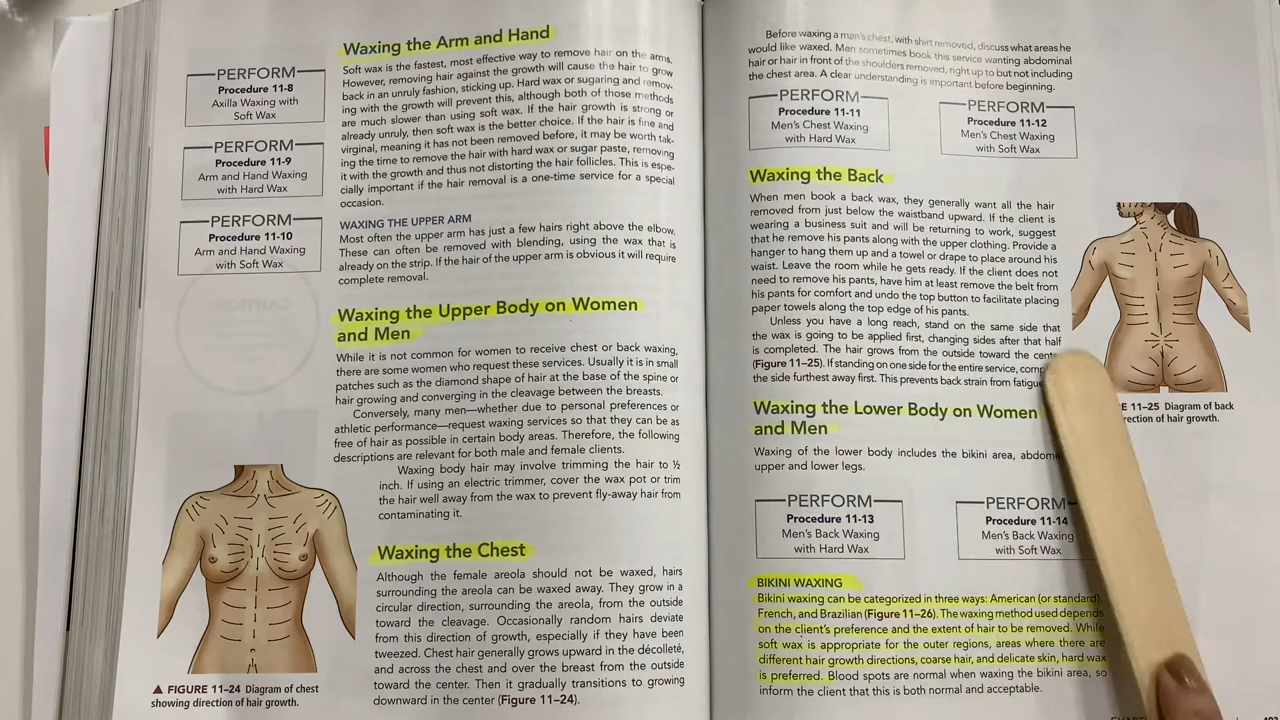 PERFORM
Procedure 11-8
Axilla Waxing with
Soft Wax
PERFORM
Procedure 11-9
Arm and Hand Waxing
with Hard Wax
PERFORM
Procedure 11-10
Arm and Hand Waxing
with Soft Wax
▲ FIGURE 11–24 Diagram of chest
showing direction of hair growth.
Waxing the Arm and Hand
Soft wax is the fastest, most effective way to remove hair on the arms.
However, removing hair against the growth will cause the hair to grow
back in an unruly fashion, sticking up. Hard wax or sugaring and remov-
ing with the growth will prevent this, although both of those methods
are much slower than using soft wax. If the hair growth is strong or
already unruly, then soft wax is the better choice. If the hair is fine and
virginal, meaning it has not been removed before, it may be worth tak-
ing the time to remove the hair with hard wax or sugar paste, removing
it with the growth and thus not distorting the hair follicles. This is espe-
cially important if the hair removal is a one-time service for a special
occasion.
WAXING THE UPPER ARM
Most often the upper arm has just a few hairs right above the elbow.
These can often be removed with blending, using the wax that is
already on the strip. If the hair of the upper arm is obvious it will require
complete removal.
Waxing the Upper Body on Women
and Men
While it is not common for women to receive chest or back waxing,
there are some women who request these services. Usually it is in small
patches such as the diamond shape of hair at the base of the spine or
hair growing and converging in the cleavage between the breasts.
Conversely, many men—whether due to personal preferences or
athletic performance—request waxing services so that they can be as
free of hair as possible in certain body areas. Therefore, the following
descriptions are relevant for both male and female clients.
Waxing body hair may involve trimming the hair to ½
inch. If using an electric trimmer, cover the wax pot or trim
the hair well away from the wax to prevent fly-away hair from
contaminating it.
Waxing the Chest
Although the female areola should not be waxed, hairs
surrounding the areola can be waxed away. They grow in a
circular direction, surrounding the areola, from the outside
toward the cleavage. Occasionally random hairs deviate
from this direction of growth, especially if they have been
tweezed. Chest hair generally grows upward in the décolleté,
and across the chest and over the breast from the outside
toward the center. Then it gradually transitions to growing
downward in the center (Figure 11–24).
Before waxing a man's chest, with shirt removed, discuss what areas he
would like waxed. Men sometimes book this service wanting abdominal
hair or hair in front of the shoulders removed, right up to but not including
the chest area. A clear understanding is important before beginning.
PERFORM
Procedure 11-11
Men's Chest Waxing
with Hard Wax
PERFORM
Procedure 11-12
Men's Chest Waxing
with Soft Wax
Waxing the Back
When men book a back wax, they generally want all the hair
removed from just below the waistband upward. If the client is
wearing a business suit and will be returning to work, suggest
that he remove his pants along with the upper clothing. Provide a
hanger to hang them up and a towel or drape to place around his
waist. Leave the room while he gets ready. If the client does not
need to remove his pants, have him at least remove the belt from
his pants for comfort and undo the top button to facilitate placing
paper towels along the top edge of his pants.
Unless you have a long reach, stand on the same side that
the wax is going to be applied first, changing sides after that half
is completed. The hair grows from the outside toward the cente
(Figure 11–25). If standing on one side for the entire service, comp
the side furthest away first. This prevents back strain from fatigue
E 11–25 Diagram of back
rection of hair growth.
Waxing the Lower Body on Women
and Men
Waxing of the lower body includes the bikini area, abdome
upper and lower legs.
PERFORM
Procedure 11-13
Men's Back Waxing
with Hard Wax
PERFORM
Procedure 11-14
Men's Back Waxing
with Soft Wax
BIKINI WAXING
Bikini waxing can be categorized in three ways: American (or standard),
French, and Brazilian (Figure 11–26). The waxing method used depends
on the client's preference and the extent of hair to be removed. While
soft wax is appropriate for the outer regions, areas where there are
different hair growth directions, coarse hair, and delicate skin, hard wax
is preferred. Blood spots are normal when waxing the bikini area, so
inform the client that this is both normal and acceptable.